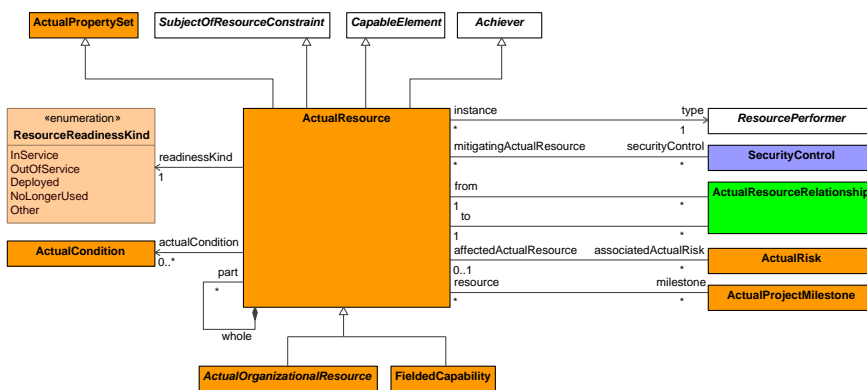 ActualPropertySet
SubjectOfResourceConstraint
CapableElement
Achiever
«enumeration»
ResourceReadinessKind
InService
OutOfService
Deployed
NoLongerUsed
Other
readinessKind
1
ActualResource
instance
*
type
1
ResourcePerformer
mitigatingActualResource
*
securityControl
*
SecurityControl
from
1
*
ActualResourceRelationship
to
1
*
ActualCondition
actualCondition
0..*
affectedActualResource
0..1
associatedActualRisk
*
ActualRisk
part
*
whole
resource
*
milestone
*
ActualProjectMilestone
ActualOrganizationalResource
FieldedCapability